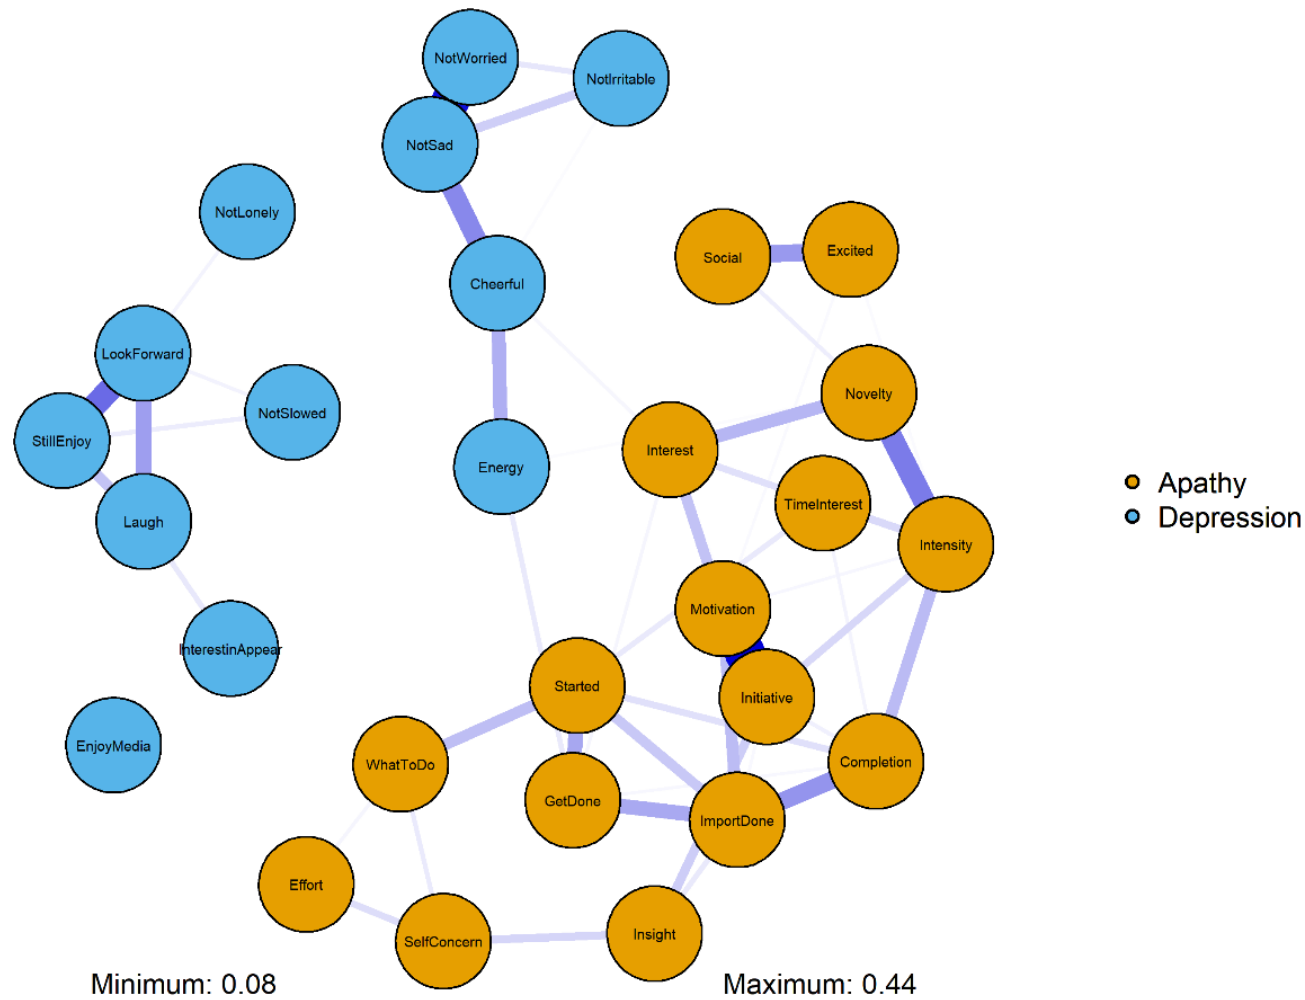 NotWorried
NotIrritable
NotSad
NotLonely
Social
Excited
Cheerful
LookForward
Novelty
NotSlowed
StillEnjoy
Interest
Energy
TimeInterest
Laugh
Intensity
Apathy
Depression
Motivation
InterestinAppear
Started
Initiative
EnjoyMedia
WhatToDo
Completion
GetDone
ImportDone
Effort
SelfConcern
Insight
Minimum: 0.08
Maximum: 0.44